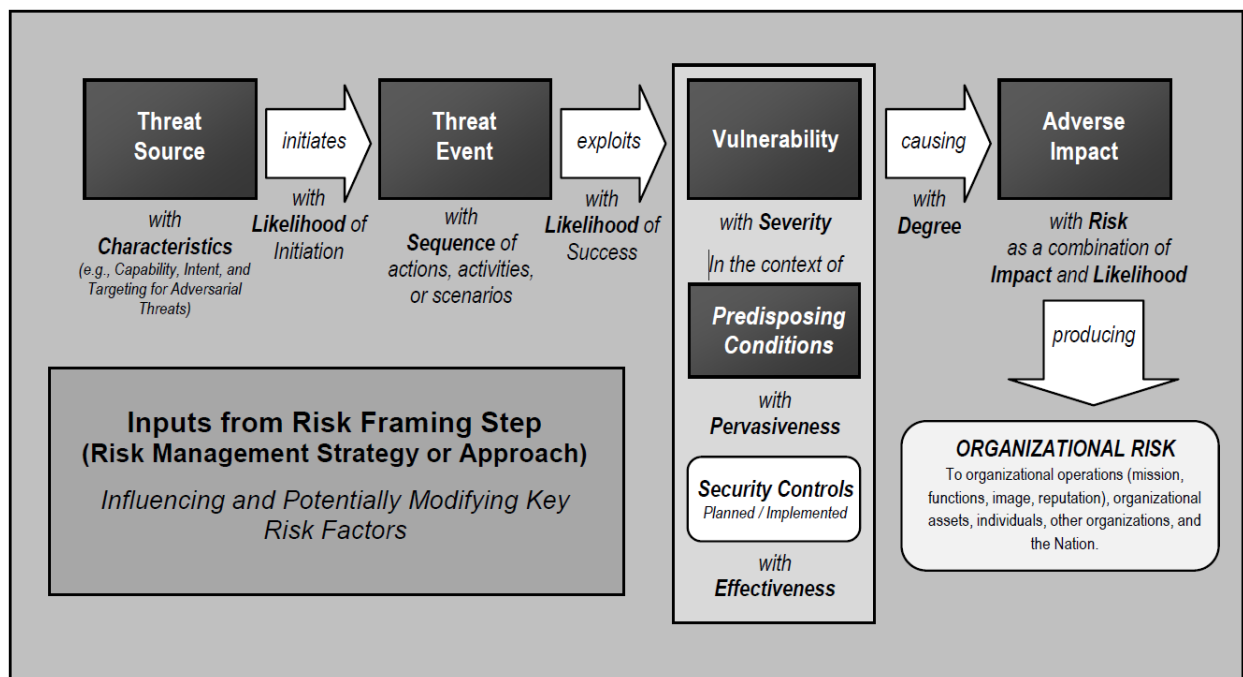 Threat
Source
initiates
Threat
Event
exploits
Vulnerability
causing
Adverse
Impact
with
Characteristics
(e.g., Capability, Intent, and
Targeting for Adversarial
Threats)
with
Likelihood of
Initiation
with
Sequence of
actions, activities,
or scenarios
with
Likelihood of
Success
with Severity
In the context of
Predisposing
Conditions
with
Pervasiveness
Security Controls
Planned / Implemented
with
Effectiveness
with
Degree
with Risk
as a combination of
Impact and Likelihood
producing
ORGANIZATIONAL RISK
To organizational operations (mission,
functions, image, reputation), organizational
assets, individuals, other organizations, and
the Nation.
Inputs from Risk Framing Step
(Risk Management Strategy or Approach)
Influencing and Potentially Modifying Key
Risk Factors